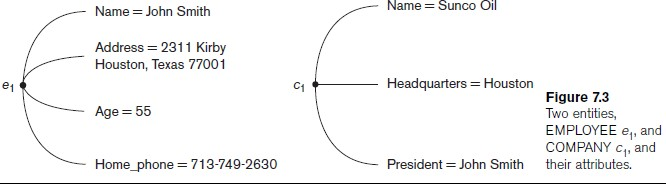 e1
Name = John Smith
Address = 2311 Kirby
Houston, Texas 77001
Age = 55
Home_phone = 713-749-2630
c1
Name = Sunco Oil
Headquarters = Houston
President = John Smith
Figure 7.3
Two entities,
EMPLOYEE e1, and
COMPANY c1, and
their attributes.